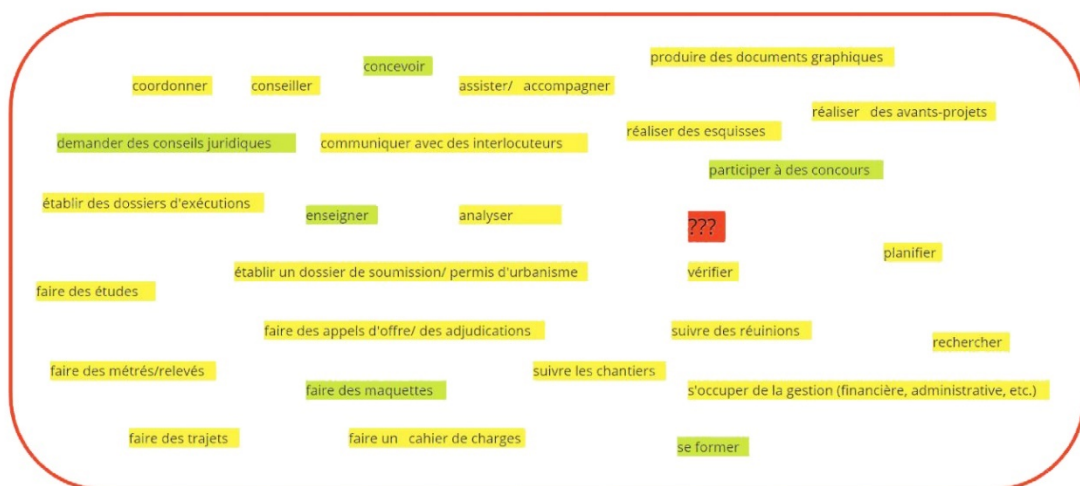 produire des documents graphiques
concevoir
coordonner
conseiller
assister/ accompagner
réaliser des avants-projets
réaliser des esquisses
demander des conseils juridiques
communiquer avec des interlocuteurs
participer à des concours
établir des dossiers d'exécutions
enseigner
analyser
???
planifier
établir un dossier de soumission/ permis d'urbanisme
vérifier
faire des études
faire des appels d'offre/ des adjudications
suivre des réuinions
rechercher
faire des métrés/relevés
suivre les chantiers
faire des maquettes
s'occuper de la gestion (financière, administrative, etc.)
faire des trajets
faire un cahier de charges
se former